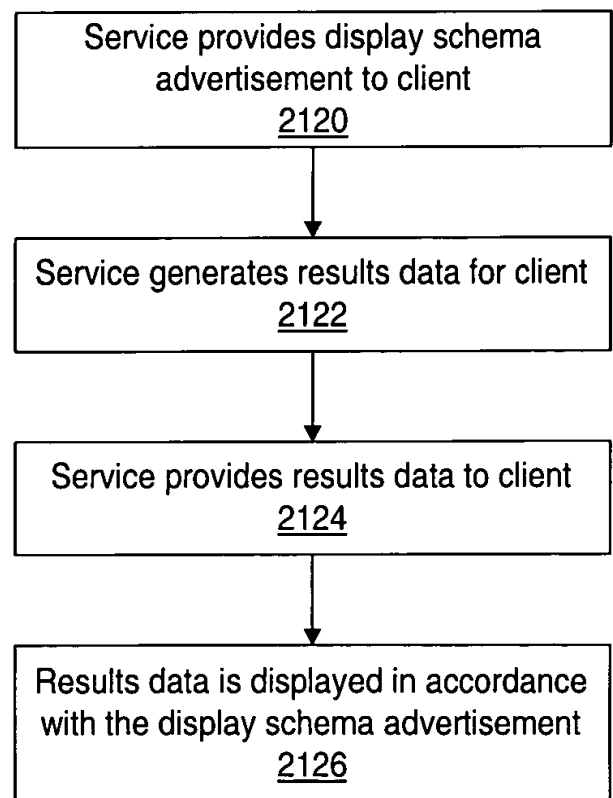 Service provides display schema
advertisement to client
2120
Service generates results data for client
2122
Service provides results data to client
2124
Results data is displayed in accordance
with the display schema advertisement
2126